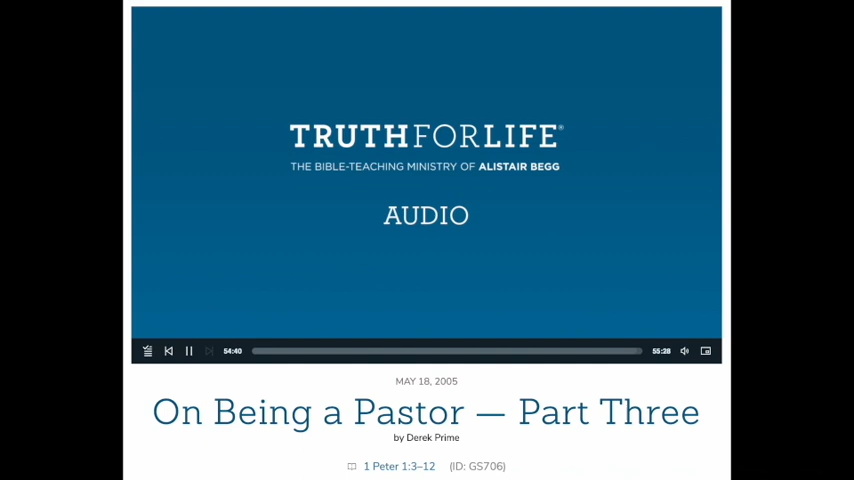 TRUTHFORLIFE®
THE BIBLE-TEACHING MINISTRY OF ALISTAIR BEGG
AUDIO
54:40 55:28
MAY 18, 2005
On Being a Pastor — Part Three
by Derek Prime
1 Peter 1:3–12 (ID: GS706)